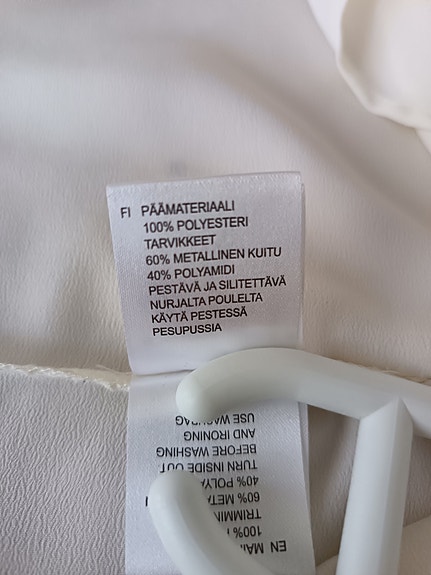 FI PÄÄMATERIAALI
100% POLYESTERI
TARVIKKEET
60% METALLINEN KUITU
40% POLYAMIDI
PESTÄVÄ JA SILITETTÄVÄ
NURJALTA POULELTA
KÄYTÄ PESTESSÄ
PESUPUSSIA
EN
100%
60%
40%
TURN INSIDE OUT
BEFORE WASHING
AND IRONING
USE WASHBAG